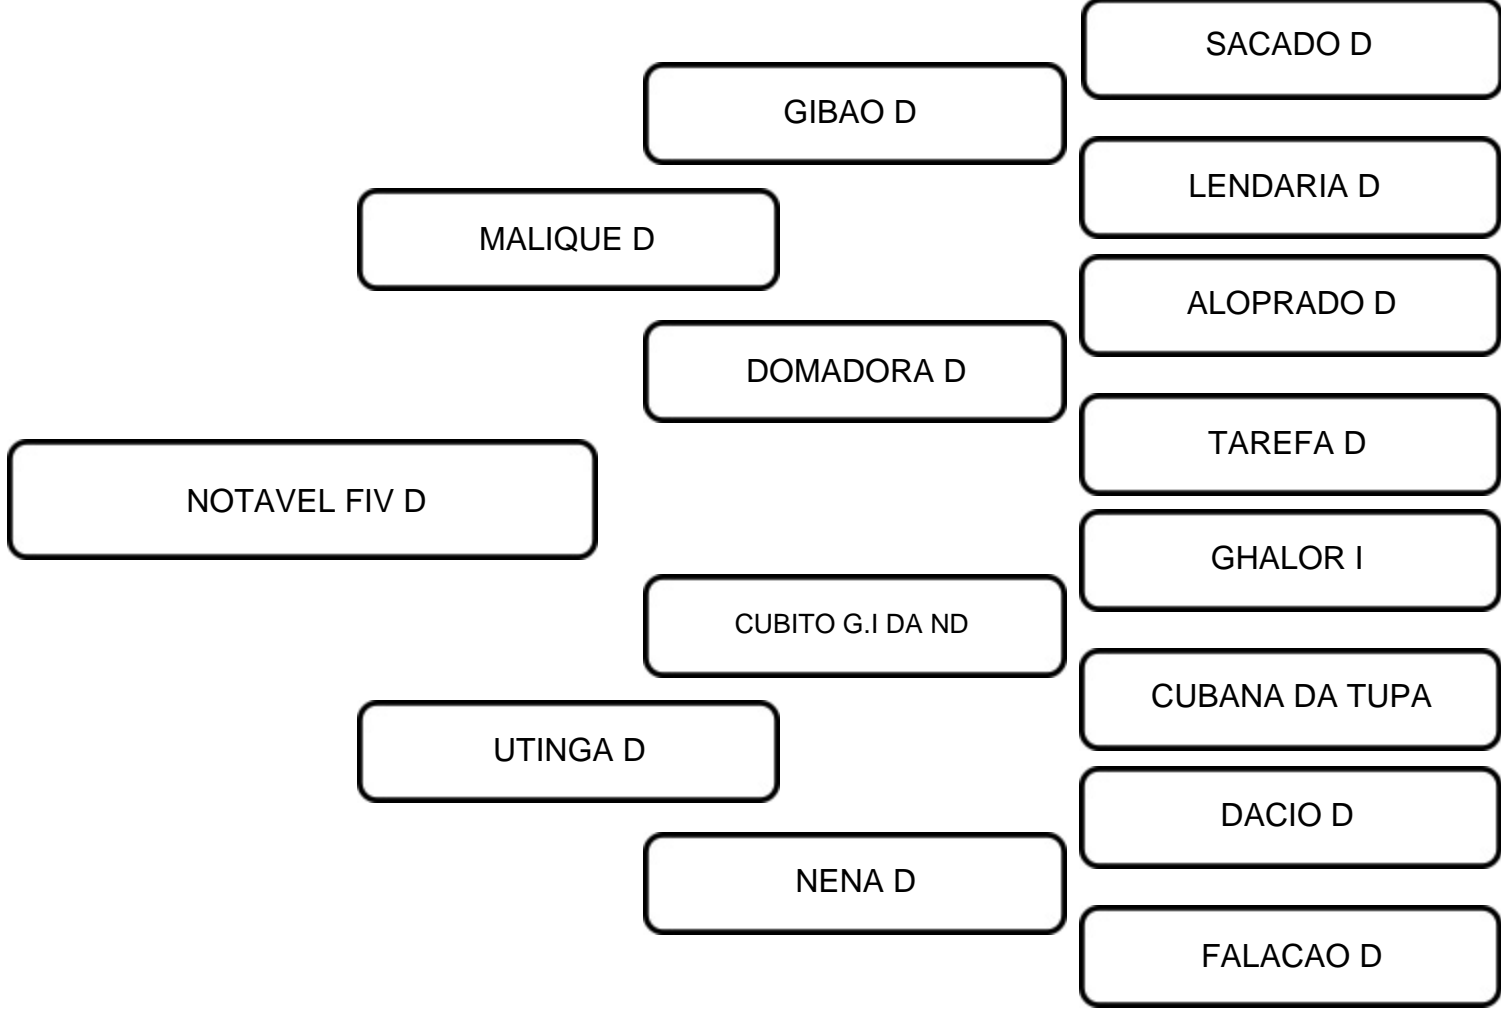 SACADO D
GIBAO D
LENDARIA D
MALIQUE D
ALOPRADO D
DOMADORA D
TAREFA D
NOTAVEL FIV D
GHALOR I
CUBITO G.I DA ND
CUBANA DA TUPA
UTINGA D
DACIO D
NENA D
FALACAO D